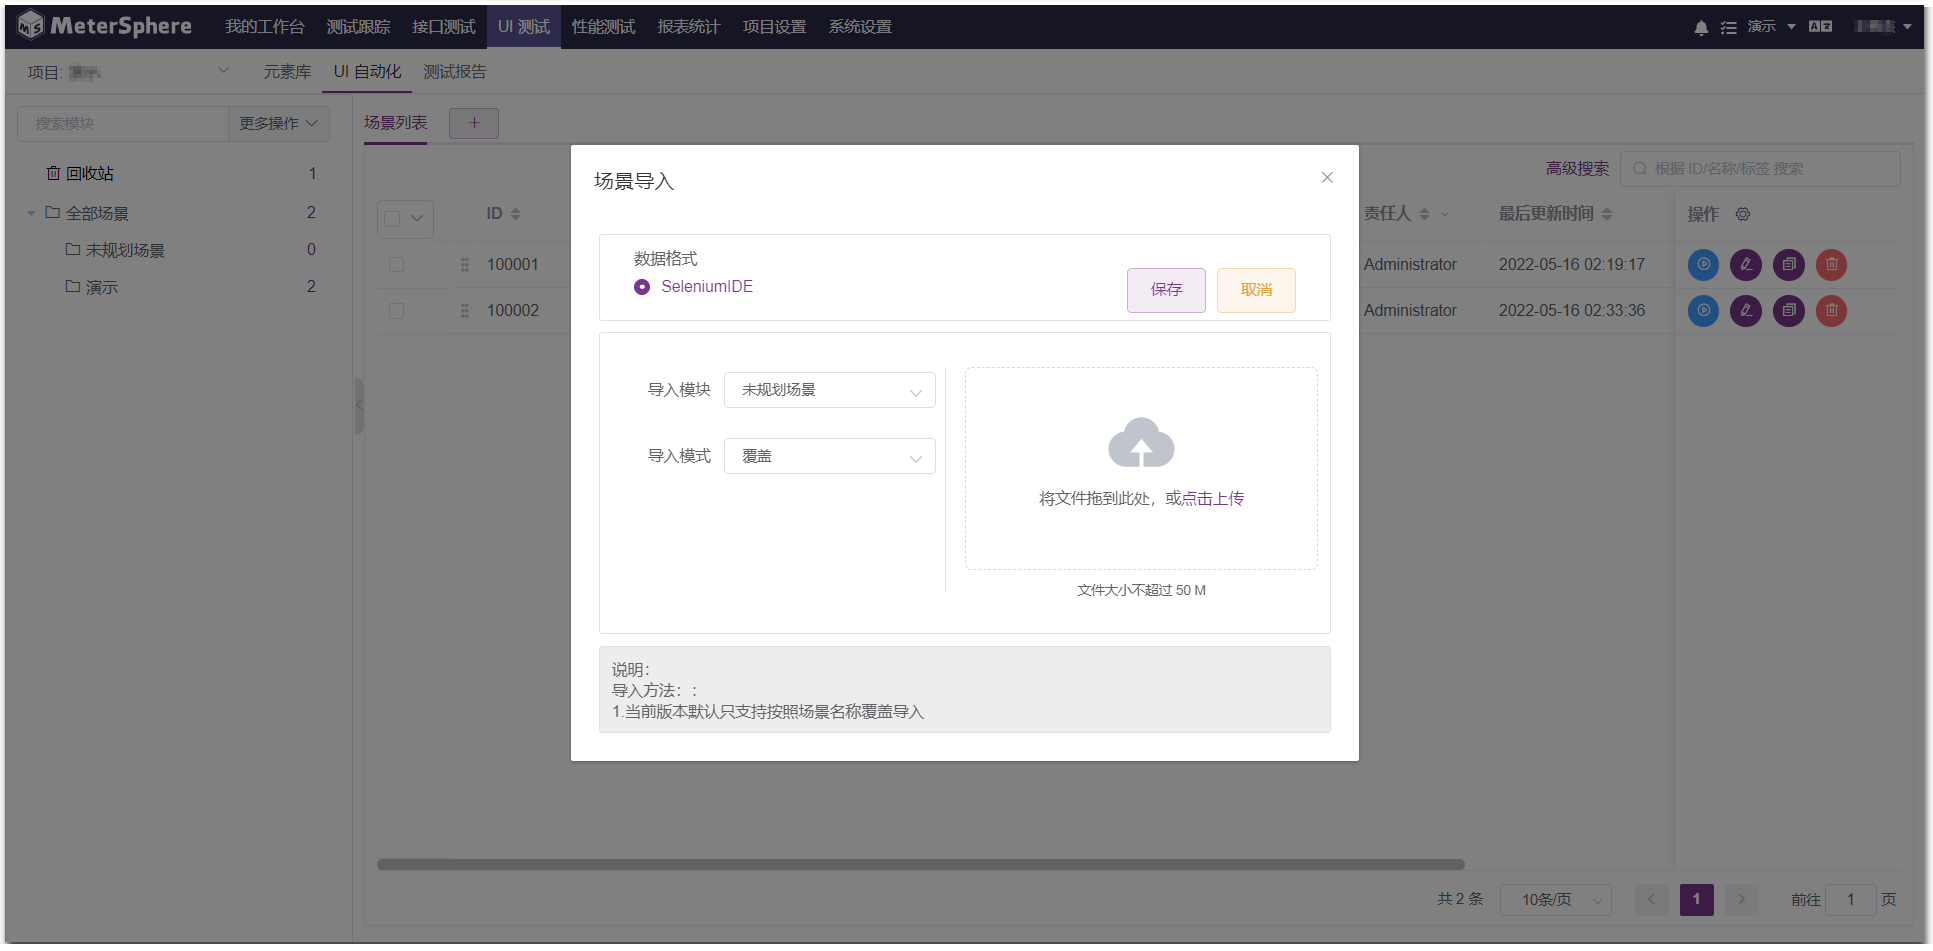 MeterSphere 我的工作台 测试跟踪 接口测试 UI 测试 性能测试 报表统计 项目设置 系统设置 演示
项目: 元素库 UI 自动化 测试报告
搜索模块 更多操作
回收站 1
全部场景 2
未规划场景 0
演示 2
场景列表 +
高级搜索 根据 ID/名称/标签 搜索
ID 责任人 最后更新时间 操作
100001 Administrator 2022-05-16 02:19:17
100002 Administrator 2022-05-16 02:33:36
场景导入
数据格式
SeleniumIDE
保存 取消
导入模块 未规划场景
导入模式 覆盖
将文件拖到此处，或点击上传
文件大小不超过 50 M
说明：
导入方法：:
1.当前版本默认只支持按照场景名称覆盖导入
共 2 条 10条/页 1 前往 1 页